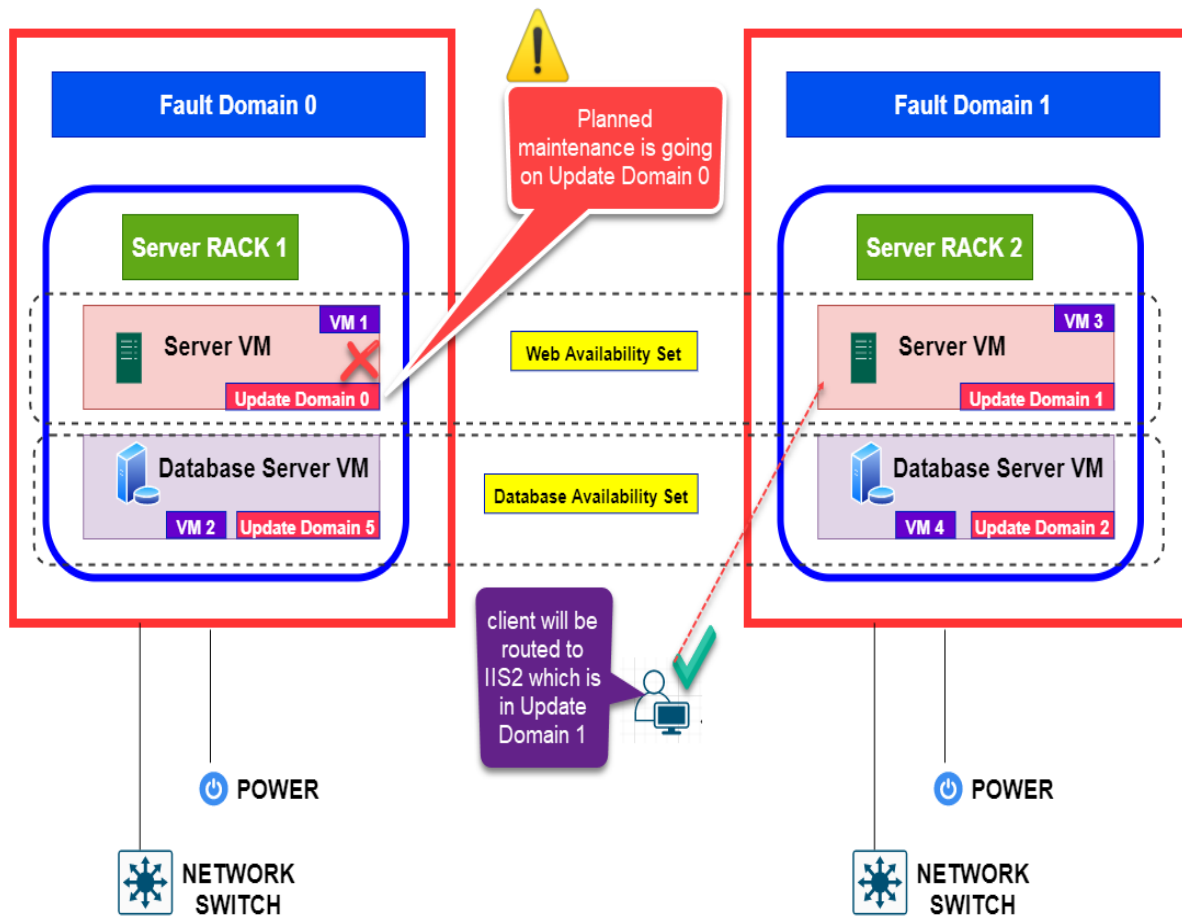 Fault Domain 0
Fault Domain 1
Planned
maintenance is going
on Update Domain 0
Server RACK 1
Server RACK 2
VM 1
Server VM
Update Domain 0
Web Availability Set
VM 3
Server VM
Update Domain 1
Database Server VM
VM 2
Update Domain 5
Database Availability Set
Database Server VM
VM 4
Update Domain 2
client will be
routed to
IIS2 which is
in Update
Domain 1
POWER
POWER
NETWORK
SWITCH
NETWORK
SWITCH